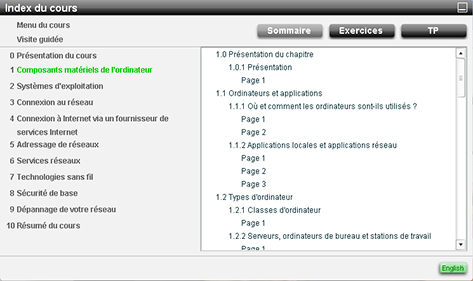 Index du cours
Menu du cours
Visite guidée
Sommaire
Exercices
TP
0 Présentation du cours
1 Composants matériels de l'ordinateur
2 Systèmes d'exploitation
3 Connexion au réseau
4 Connexion à Internet via un fournisseur de
services Internet
5 Adressage de réseaux
6 Services réseaux
7 Technologies sans fil
8 Sécurité de base
9 Dépannage de votre réseau
10 Résumé du cours
1.0 Présentation du chapitre
1.0.1 Présentation
Page 1
1.1 Ordinateurs et applications
1.1.1 Où et comment les ordinateurs sont-ils utilisés ?
Page 1
Page 2
1.1.2 Applications locales et applications réseau
Page 1
Page 2
Page 3
1.2 Types d'ordinateur
1.2.1 Classes d'ordinateur
Page 1
1.2.2 Serveurs, ordinateurs de bureau et stations de travail
Page 1
English